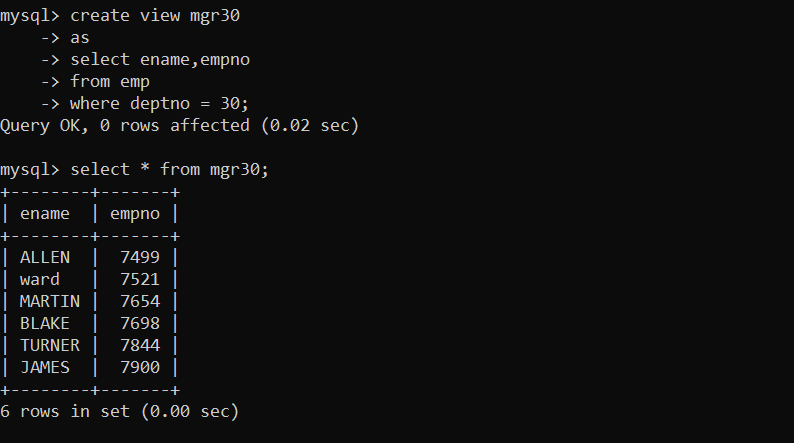 mysql> create view mgr30
    -> as
    -> select ename,empno
    -> from emp
    -> where deptno = 30;
Query OK, 0 rows affected (0.02 sec)

mysql> select * from mgr30;
+--------+-------+
| ename  | empno |
+--------+-------+
| ALLEN  |  7499 |
| ward   |  7521 |
| MARTIN |  7654 |
| BLAKE  |  7698 |
| TURNER |  7844 |
| JAMES  |  7900 |
+--------+-------+
6 rows in set (0.00 sec)